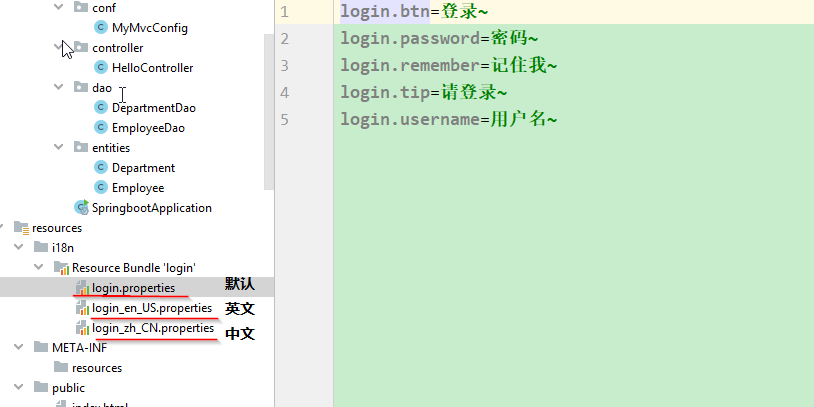 conf
MyMvcConfig
controller
HelloController
dao
DepartmentDao
EmployeeDao
entities
Department
Employee
SpringbootApplication
resources
i18n
Resource Bundle 'login'
login.properties 默认
login_en_US.properties 英文
login_zh_CN.properties 中文
META-INF
resources
public
index.html
1 login.btn=登录~
2 login.password=密码~
3 login.remember=记住我~
4 login.tip=请登录~
5 login.username=用户名~